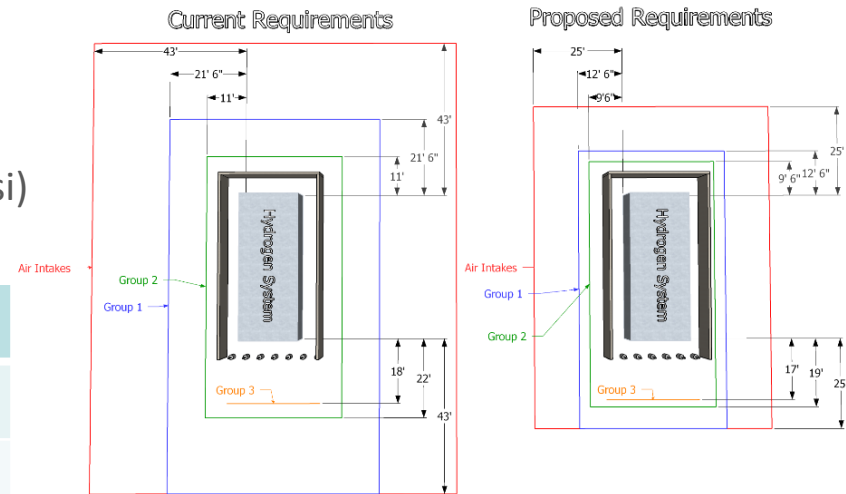 Current Requirements
43'
21' 6"
11'
43'
21' 6"
11'
Hydrogen System
Air Intakes
Group 2
Group 1
18'
22'
Group 3
43'
Proposed Requirements
25'
12' 6"
9'6"
25'
12' 6"
9' 6"
Hydrogen System
Air Intakes
Group 1
Group 2
17'
19'
25
Group 3
si)